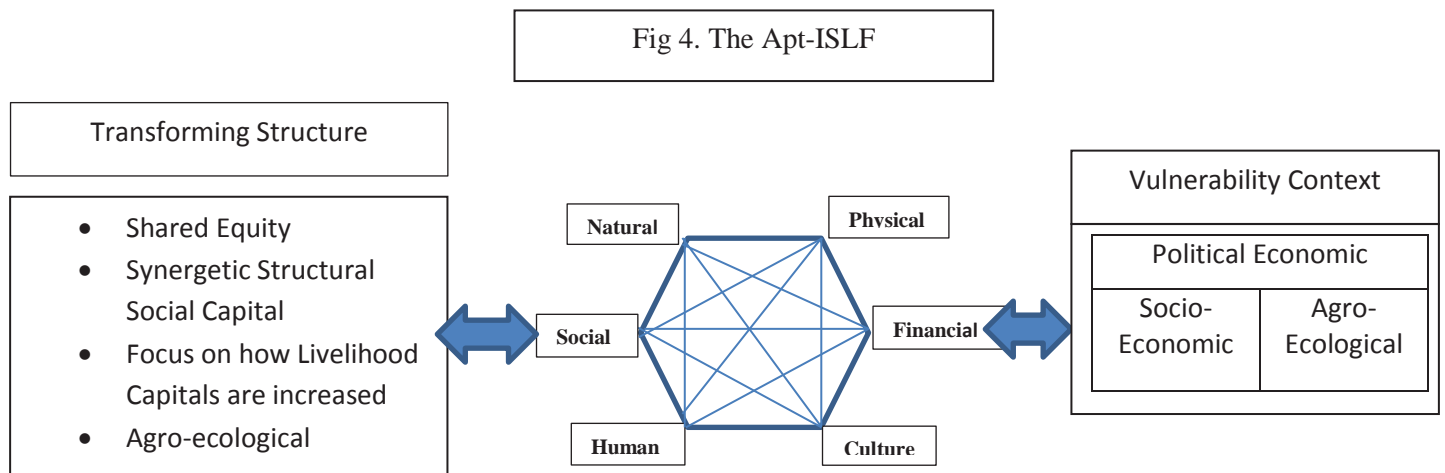 Fig 4. The Apt-ISLF
Transforming Structure
• Shared Equity
• Synergetic Structural
Social Capital
• Focus on how Livelihood
Capitals are increased
• Agro-ecological
Natural
Physical
Social
Financial
Human
Culture
Vulnerability Context
Political Economic
Socio-
Economic
Agro-
Ecological